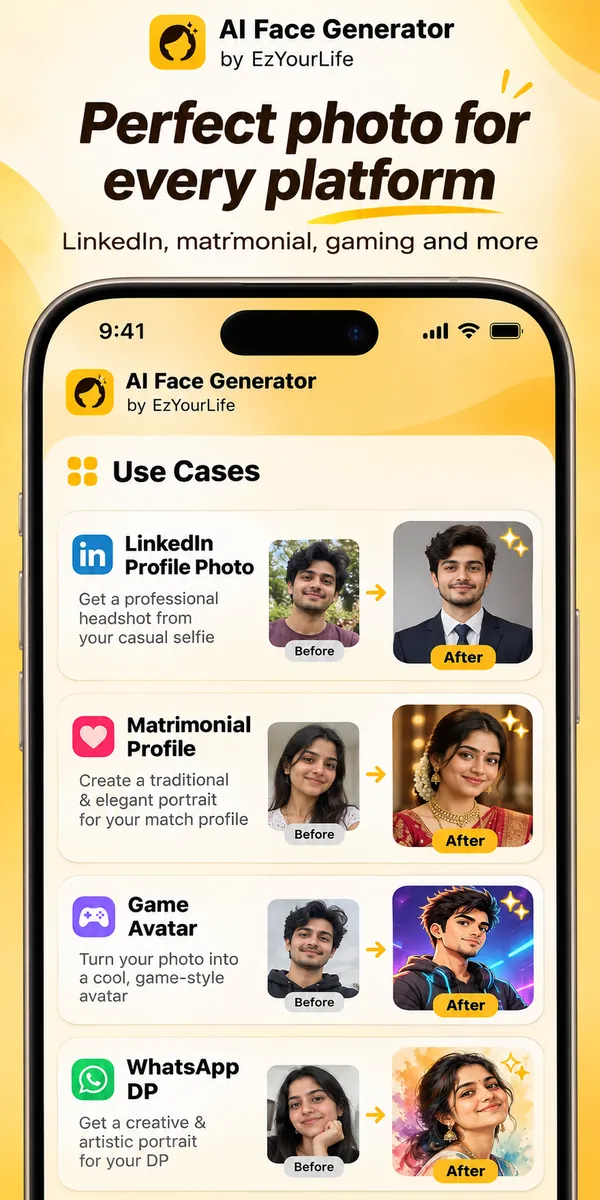 AI Face Generator
by EzYourLife
Perfect photo for
every platform
LinkedIn, matrimonial, gaming and more
9:41
AI Face Generator
by EzYourLife
Use Cases
in
LinkedIn
Profile Photo
Get a professional
headshot from
your casual selfie
Before
After
Matrimonial
Profile
Create a traditional
& elegant portrait
for your match profile
Before
After
Game
Avatar
Turn your photo into
a cool, game-style
avatar
Before
After
WhatsApp
DP
Get a creative &
artistic portrait
for your DP
Before
After